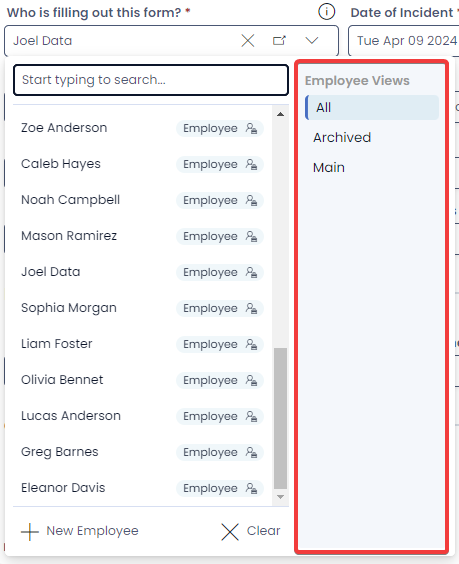 Who is filling out this form? *
Date of Incident *
Joel Data
Tue Apr 09 2024
Start typing to search...
Employee Views
All
Archived
Main
Zoe Anderson Employee
Caleb Hayes Employee
Noah Campbell Employee
Mason Ramirez Employee
Joel Data Employee
Sophia Morgan Employee
Liam Foster Employee
Olivia Bennet Employee
Lucas Anderson Employee
Greg Barnes Employee
Eleanor Davis Employee
New Employee
Clear